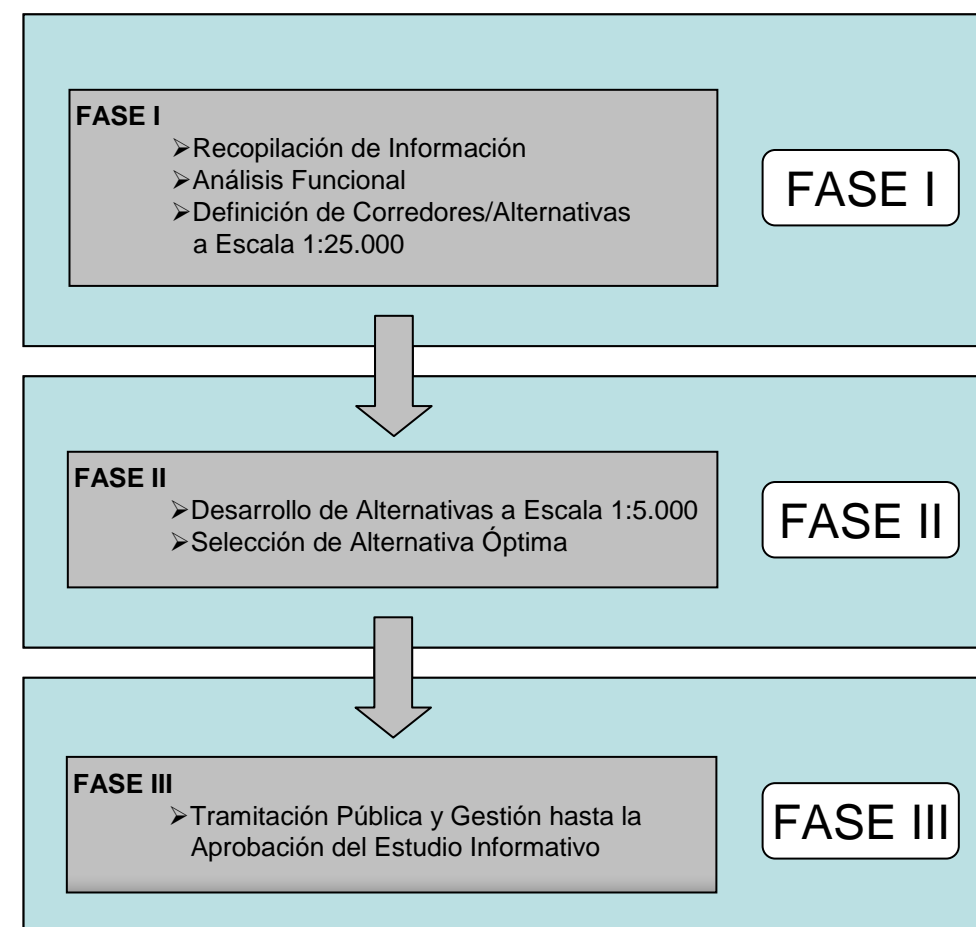 FASE I
➢Recopilación de Información
➢Análisis Funcional
➢Definición de Corredores/Alternativas
a Escala 1:25.000
FASE I
FASE II
➢Desarrollo de Alternativas a Escala 1:5.000
➢Selección de Alternativa Óptima
FASE II
FASE III
➢Tramitación Pública y Gestión hasta la
Aprobación del Estudio Informativo
FASE III